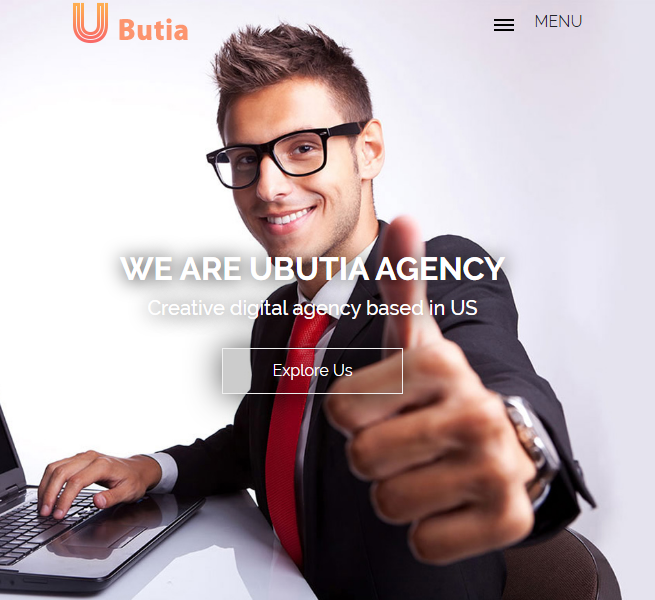 U Butia
MENU
WE ARE UBUTIA AGENCY
Creative digital agency based in US
Explore Us